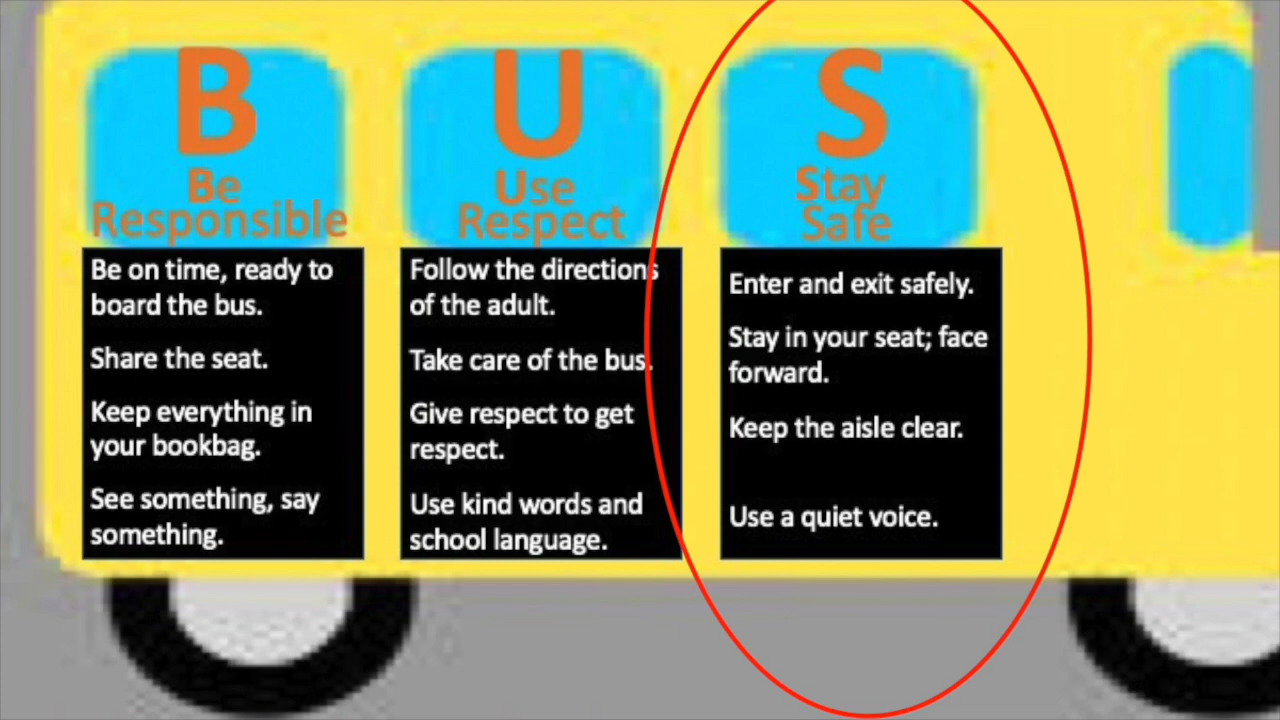 B
Be
Responsible
Be on time, ready to
board the bus.
Share the seat.
Keep everything in
your bookbag.
See something, say
something.
U
Use
Respect
Follow the directions
of the adult.
Take care of the bus.
Give respect to get
respect.
Use kind words and
school language.
S
Stay
Safe
Enter and exit safely.
Stay in your seat; face
forward.
Keep the aisle clear.
Use a quiet voice.